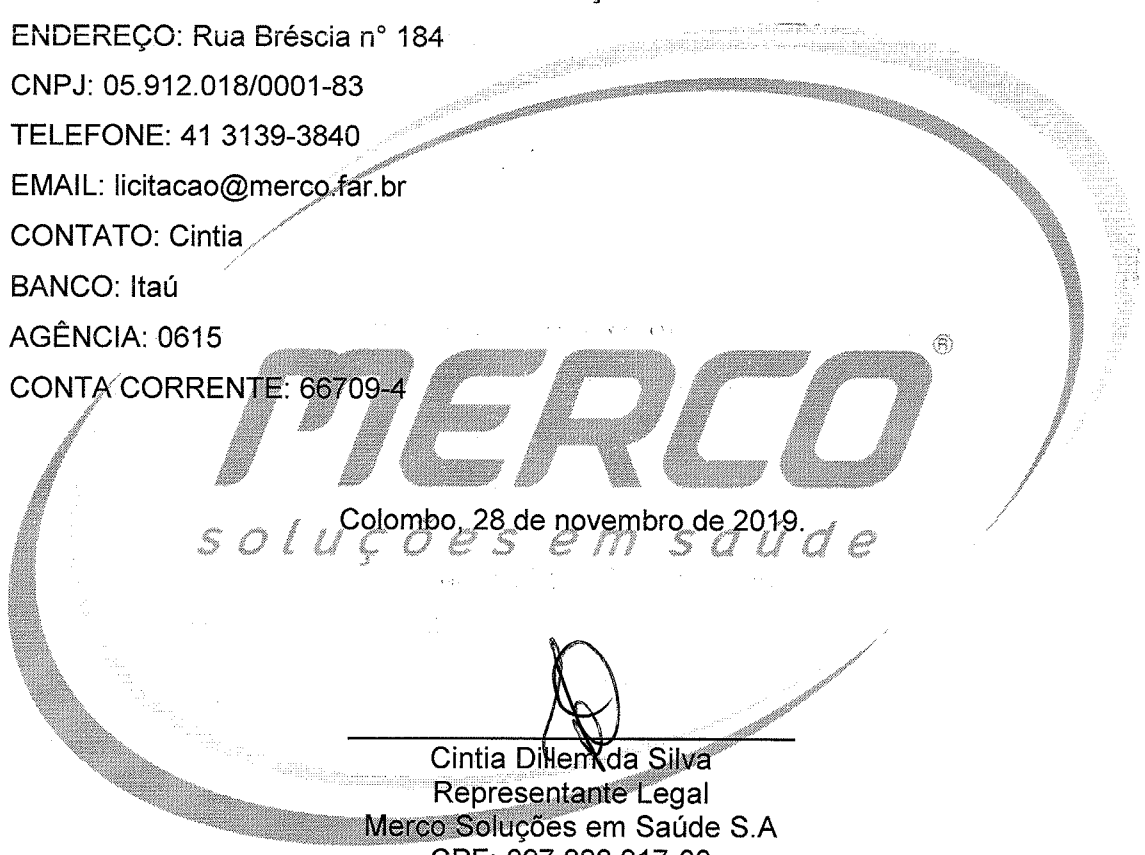 ENDEREÇO: Rua Bréscia n° 184
CNPJ: 05.912.018/0001-83
TELEFONE: 41 3139-3840
EMAIL: licitacao@merco.far.br
CONTATO: Cintia
BANCO: Itaú
AGÊNCIA: 0615
CONTA CORRENTE: 66709-4
MERCO®
soluções em saúde
Colombo, 28 de novembro de 2019.
Cintia Dillem da Silva
Representante Legal
Merco Soluções em Saúde S.A